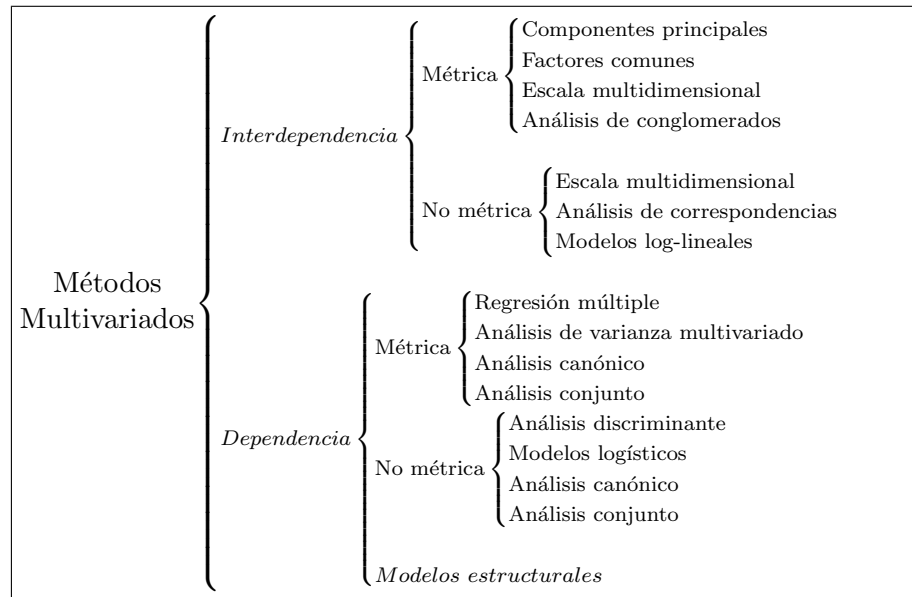 Métodos
Multivariados
Interdependencia
Métrica
Componentes principales
Factores comunes
Escala multidimensional
Análisis de conglomerados
No métrica
Escala multidimensional
Análisis de correspondencias
Modelos log-lineales
Dependencia
Métrica
Regresión múltiple
Análisis de varianza multivariado
Análisis canónico
Análisis conjunto
No métrica
Análisis discriminante
Modelos logísticos
Análisis canónico
Análisis conjunto
Modelos estructurales